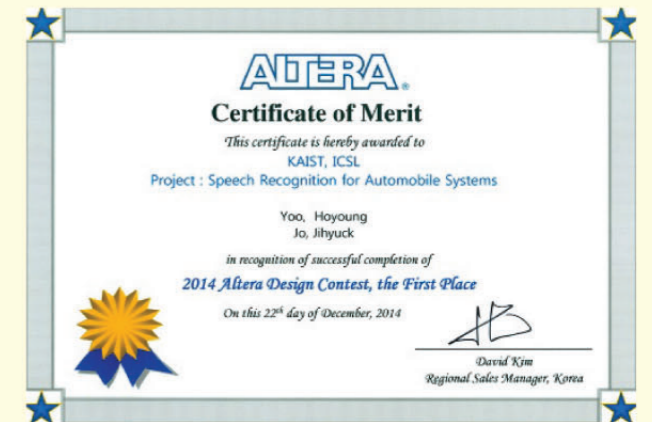 ALTERA®
Certificate of Merit
This certificate is hereby awarded to
KAIST, ICSL
Project : Speech Recognition for Automobile Systems
Yoo, Hoyoung
Jo, Jihyuck
in recognition of successful completion of
2014 Altera Design Contest, the First Place
On this 22th day of December, 2014
David Kim
Regional Sales Manager, Korea